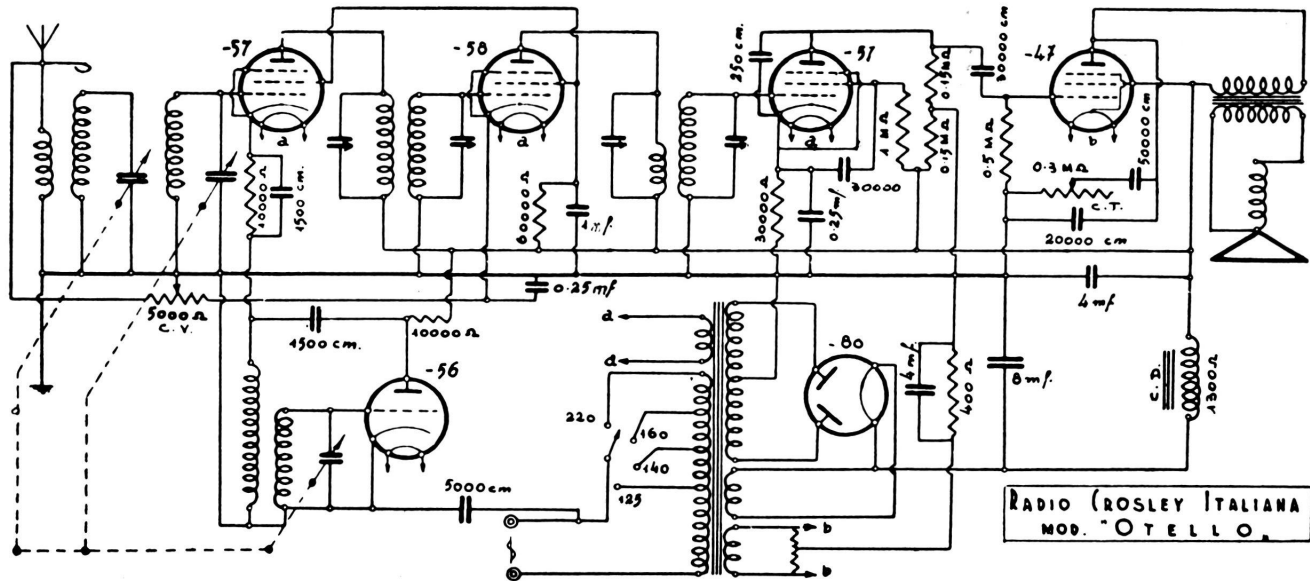 -57
-58
250 cm.
-57
0.15 MΩ
30000 cm
-47
a
a
a
b
10000 Ω
1500 cm.
60000 Ω
1 mf.
30000 Ω
0.25 mf
30000
1 MΩ
0.15 MΩ
0.5 MΩ
0.3 MΩ
C.T.
50000 cm
20000 cm
5000 Ω
C.V.
0.25 mf
4 mf
1500 cm.
10000 Ω
-56
a
a
-80
4 mf.
400 Ω
8 mf.
C.D.
1300 Ω
220
160
140
125
5000 cm
b
b
RADIO CROSLEY ITALIANA
MOD. "OTELLO„